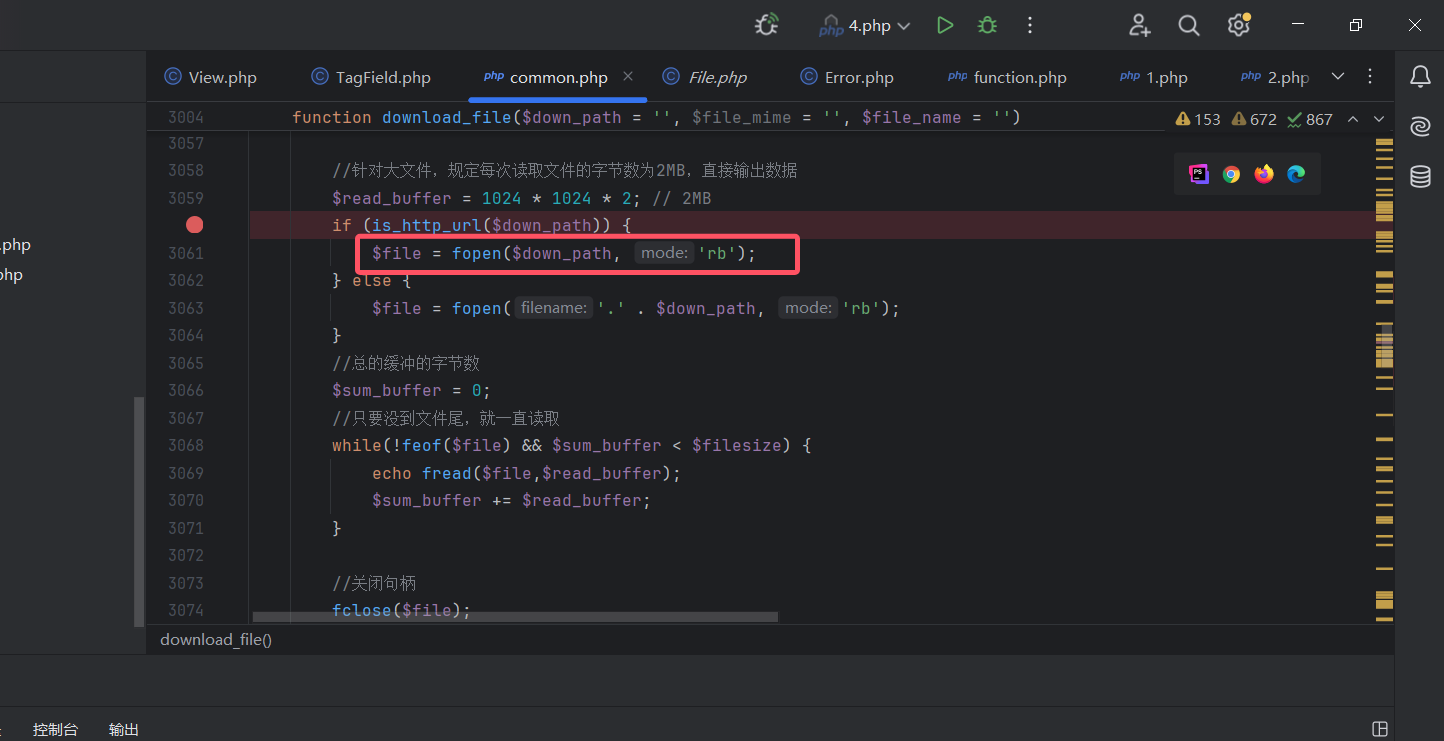 php 4.php
View.php TagField.php php common.php File.php Error.php php function.php php 1.php php 2.php
3004 function download_file($down_path = '', $file_mime = '', $file_name = '') 153 672 867
3057
3058 //针对大文件，规定每次读取文件的字节数为2MB，直接输出数据
3059 $read_buffer = 1024 * 1024 * 2; // 2MB
if (is_http_url($down_path)) {
.php
3061 $file = fopen($down_path, mode: 'rb');
php
3062 } else {
3063 $file = fopen( filename: '.' . $down_path, mode: 'rb');
3064 }
3065 //总的缓冲的字节数
3066 $sum_buffer = 0;
3067 //只要没到文件尾，就一直读取
3068 while(!feof($file) && $sum_buffer < $filesize) {
3069 echo fread($file,$read_buffer);
3070 $sum_buffer += $read_buffer;
3071 }
3072
3073 //关闭句柄
3074 fclose($file);
download_file()
控制台 输出